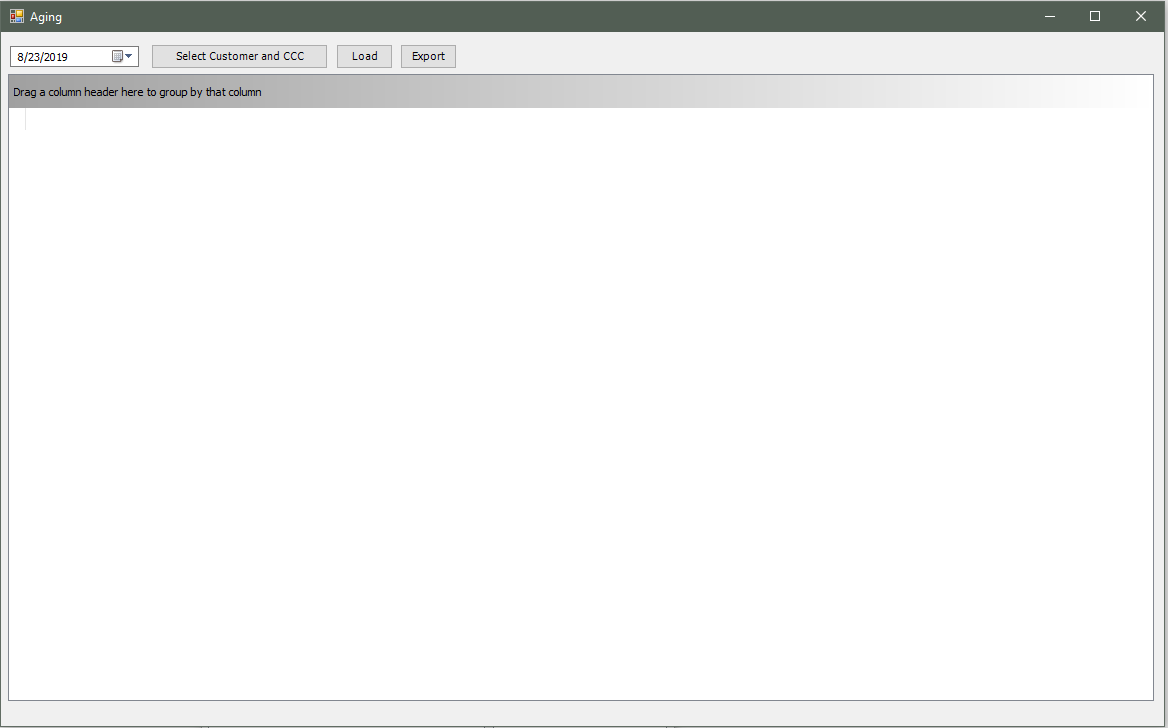 Aging
8/23/2019
Select Customer and CCC
Load
Export
Drag a column header here to group by that column